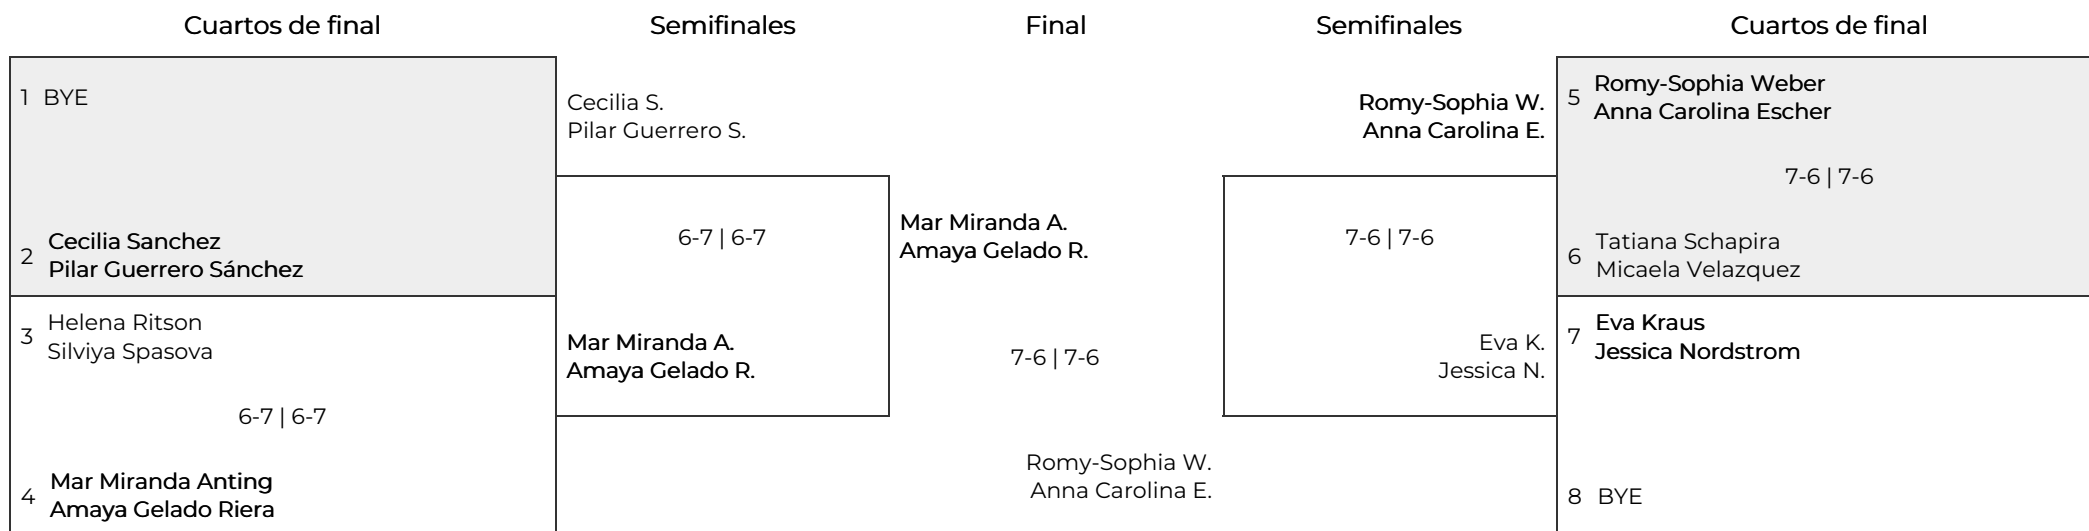 Cuartos de final
Semifinales
Final
Semifinales
Cuartos de final
1 BYE
2 Cecilia Sanchez
Pilar Guerrero Sánchez
3 Helena Ritson
Silviya Spasova
6-7 | 6-7
4 Mar Miranda Anting
Amaya Gelado Riera
Cecilia S.
Pilar Guerrero S.
6-7 | 6-7
Mar Miranda A.
Amaya Gelado R.
Mar Miranda A.
Amaya Gelado R.
7-6 | 7-6
Romy-Sophia W.
Anna Carolina E.
Romy-Sophia W.
Anna Carolina E.
7-6 | 7-6
Eva K.
Jessica N.
5 Romy-Sophia Weber
Anna Carolina Escher
7-6 | 7-6
6 Tatiana Schapira
Micaela Velazquez
7 Eva Kraus
Jessica Nordstrom
8 BYE